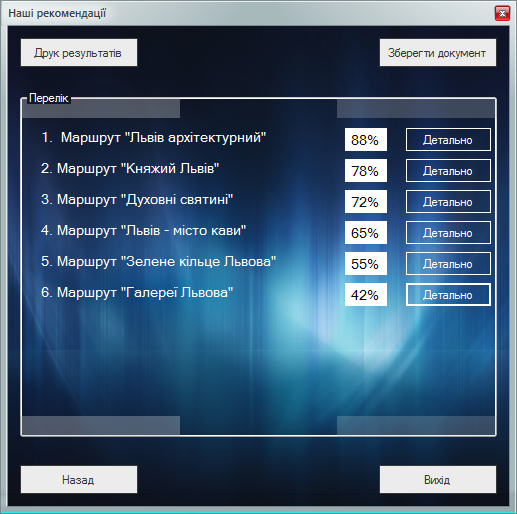 Наші рекомендації
Друк результатів
Зберегти документ
Перелік
1. Маршрут "Львів архітектурний" 88% Детально
2. Маршрут "Княжий Львів" 78% Детально
3. Маршрут "Духовні святині" 72% Детально
4. Маршрут "Львів - місто кави" 65% Детально
5. Маршрут "Зелене кільце Львова" 55% Детально
6. Маршрут "Галереї Львова" 42% Детально
Назад
Вихід